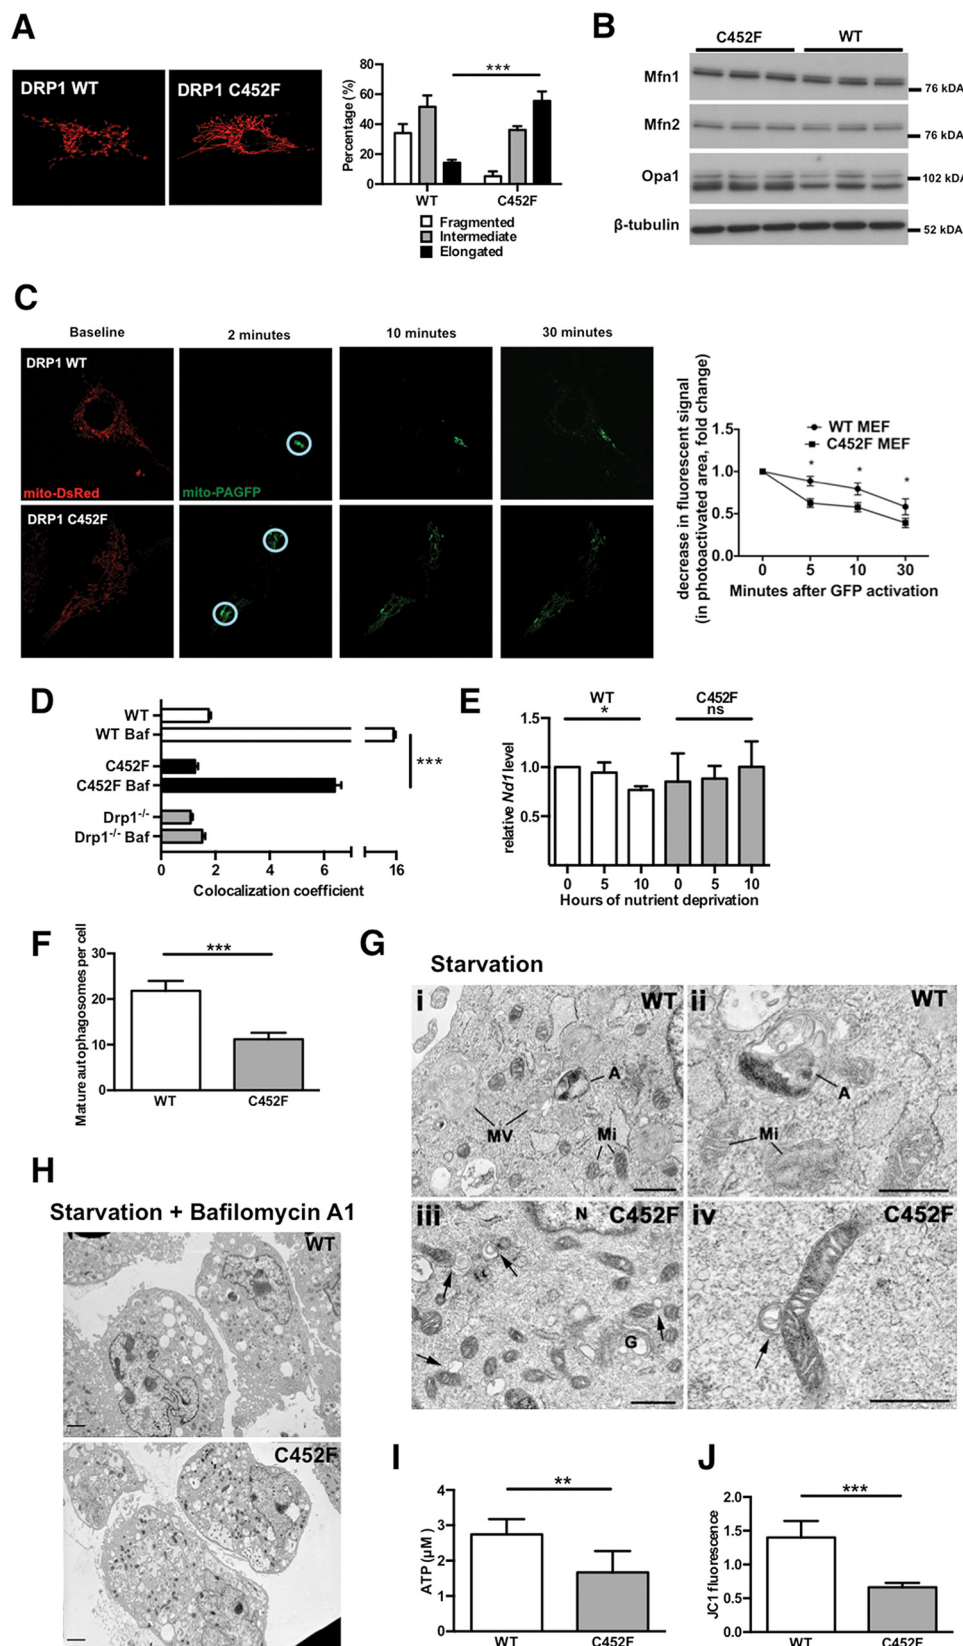 A
DRP1 WT
DRP1 C452F
Percentage (%)
80
60
40
20
0
***
WT
C452F
Fragmented
Intermediate
Elongated
B
C452F
WT
Mfn1
76 kDA
Mfn2
76 kDA
Opa1
102 kDA
β-tubulin
52 kDA
C
Baseline
2 minutes
10 minutes
30 minutes
DRP1 WT
mito-DsRed
mito-PAGFP
DRP1 C452F
decrease in fluorescent signal
(in photoactivated area, fold change)
1.5
1.0
0.5
0.0
WT MEF
C452F MEF
*
*
*
0
5
10
30
Minutes after GFP activation
D
WT
WT Baf
C452F
C452F Baf
Drp1-/-
Drp1-/- Baf
***
0
2
4
6
16
Colocalization coefficient
E
relative Nd1 level
1.5
1.0
0.5
WT
*
C452F
ns
0
5
10
0
5
10
Hours of nutrient deprivation
F
Mature autophagosomes per cell
30
20
10
0
***
WT
C452F
G
Starvation
i
WT
A
MV
Mi
ii
WT
A
Mi
iii
N
C452F
G
iv
C452F
H
Starvation + Bafilomycin A1
WT
C452F
I
ATP (µM )
4
3
2
1
0
**
WT
C452F
J
JC1 fluorescence
2.0
1.5
1.0
0.5
0.0
***
WT
C452F